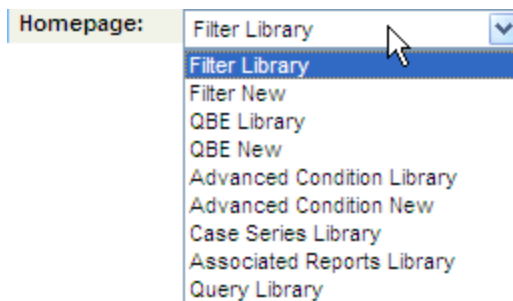 Homepage: Filter Library
Filter Library
Filter New
QBE Library
QBE New
Advanced Condition Library
Advanced Condition New
Case Series Library
Associated Reports Library
Query Library